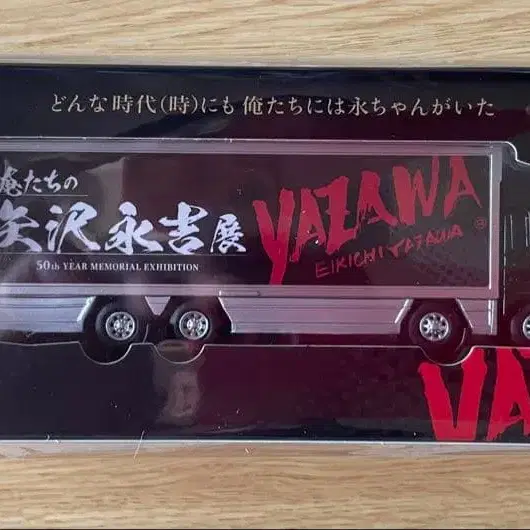 どんな時代(時)にも俺たちには永ちゃんがいた
俺たちの
矢沢永吉展
50th YEAR MEMORIAL EXHIBITION
YAZAWA
EIKICHI YAZAWA
YA